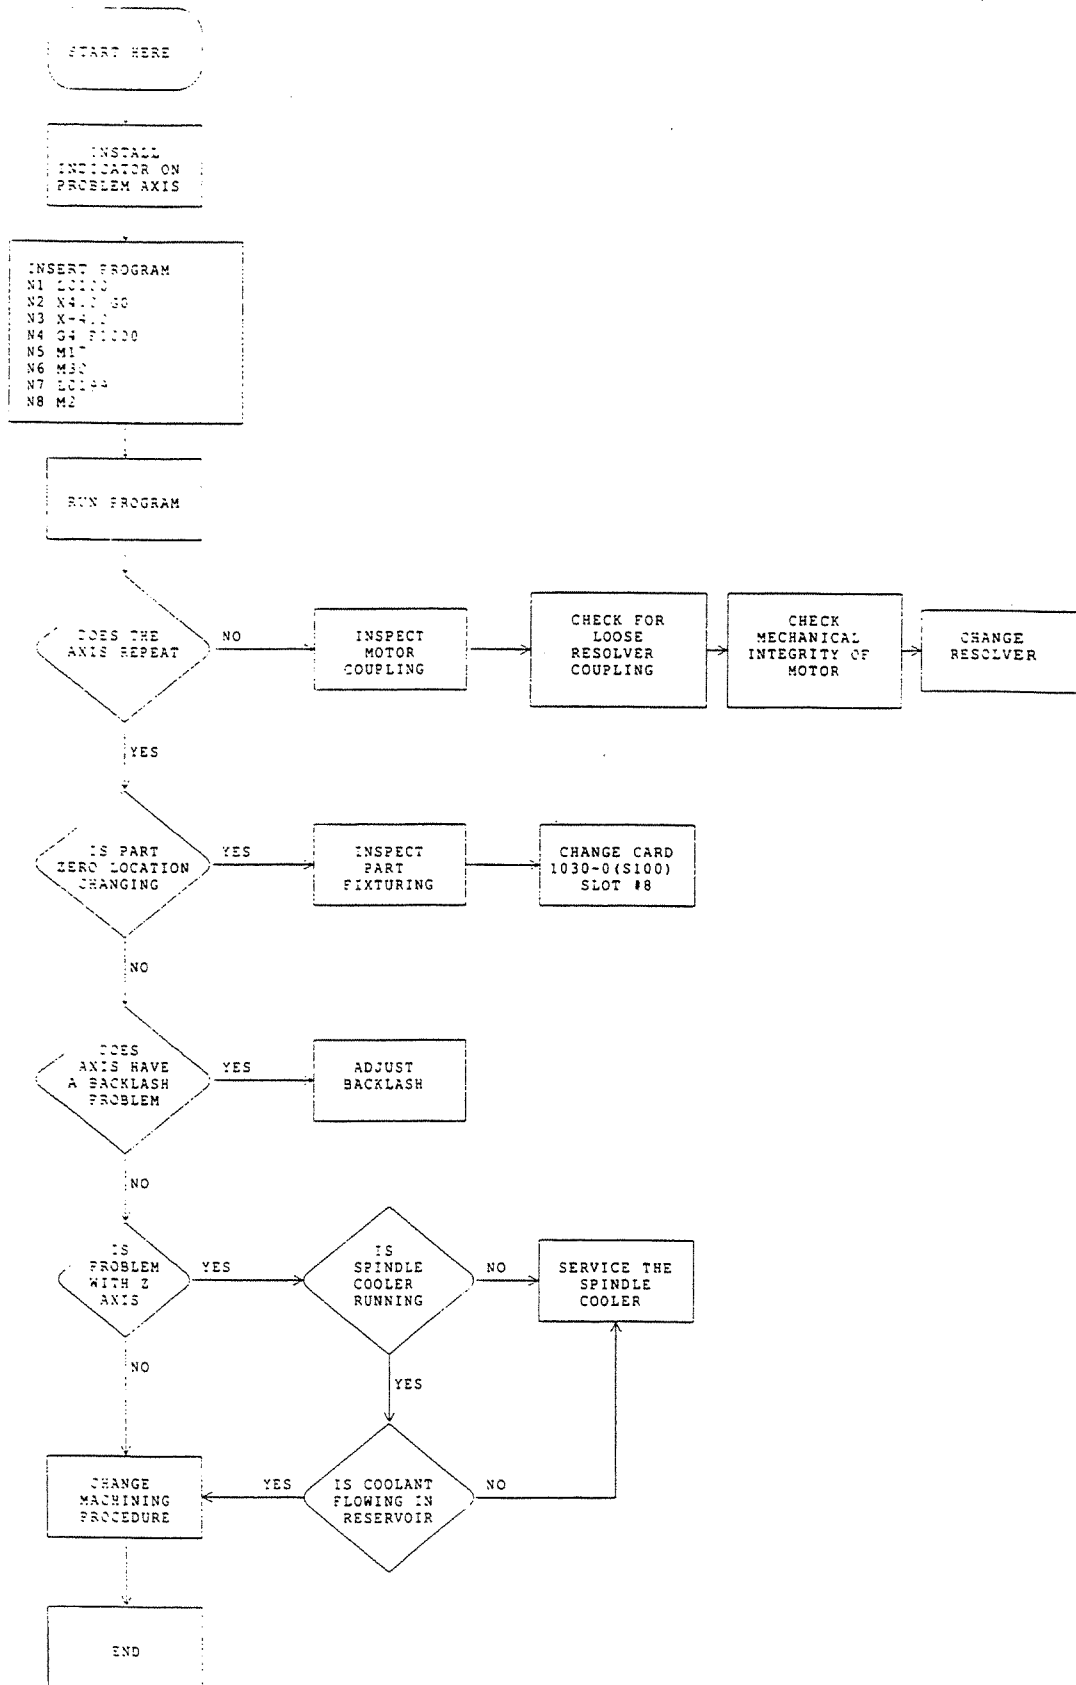 START HERE
INSTALL
INDICATOR ON
PROBLEM AXIS
INSERT PROGRAM
N1
N2 X4.0 G0
N3 X-4.0
N4 G4
N5 M17
N6 M30
N7
N8 M2
RUN PROGRAM
DOES THE
AXIS REPEAT
NO
INSPECT
MOTOR
COUPLING
CHECK FOR
LOOSE
RESOLVER
COUPLING
CHECK
MECHANICAL
INTEGRITY OF
MOTOR
CHANGE
RESOLVER
YES
IS PART
ZERO LOCATION
CHANGING
YES
INSPECT
PART
FIXTURING
CHANGE CARD
1030-0(S100)
SLOT #8
NO
DOES
AXIS HAVE
A BACKLASH
PROBLEM
YES
ADJUST
BACKLASH
NO
IS
PROBLEM
WITH Z
AXIS
YES
IS
SPINDLE
COOLER
RUNNING
NO
SERVICE THE
SPINDLE
COOLER
NO
YES
CHANGE
MACHINING
PROCEDURE
YES
IS COOLANT
FLOWING IN
RESERVOIR
NO
END